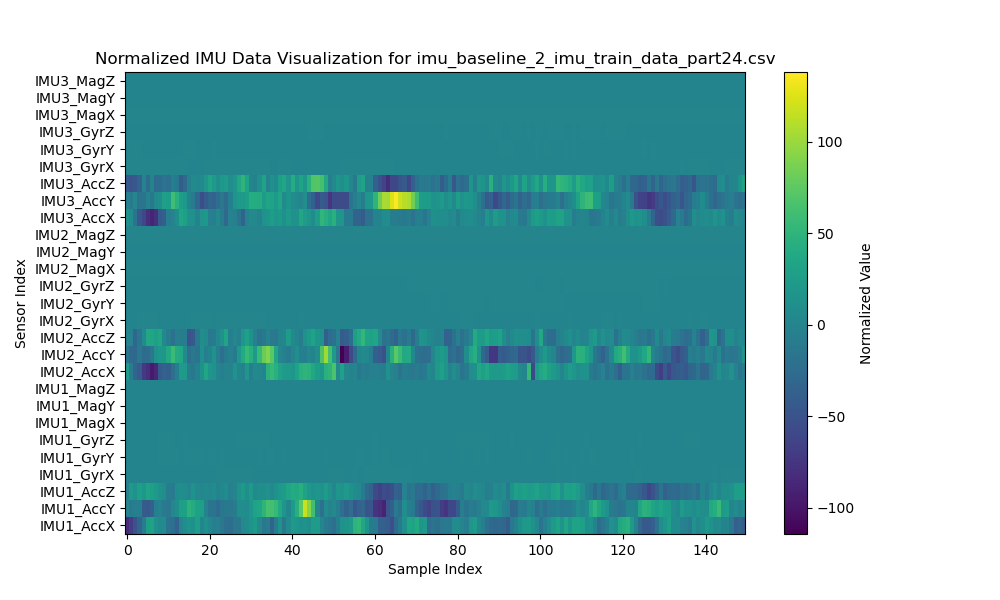 Normalized IMU Data Visualization for imu_baseline_2_imu_train_data_part24.csv
IMU3_MagZ
IMU3_MagY
IMU3_MagX
IMU3_GyrZ
IMU3_GyrY
IMU3_GyrX
IMU3_AccZ
IMU3_AccY
IMU3_AccX
IMU2_MagZ
IMU2_MagY
IMU2_MagX
IMU2_GyrZ
IMU2_GyrY
IMU2_GyrX
IMU2_AccZ
IMU2_AccY
IMU2_AccX
IMU1_MagZ
IMU1_MagY
IMU1_MagX
IMU1_GyrZ
IMU1_GyrY
IMU1_GyrX
IMU1_AccZ
IMU1_AccY
IMU1_AccX
Sensor Index
0 20 40 60 80 100 120 140
Sample Index
100
50
0
−50
−100
Normalized Value